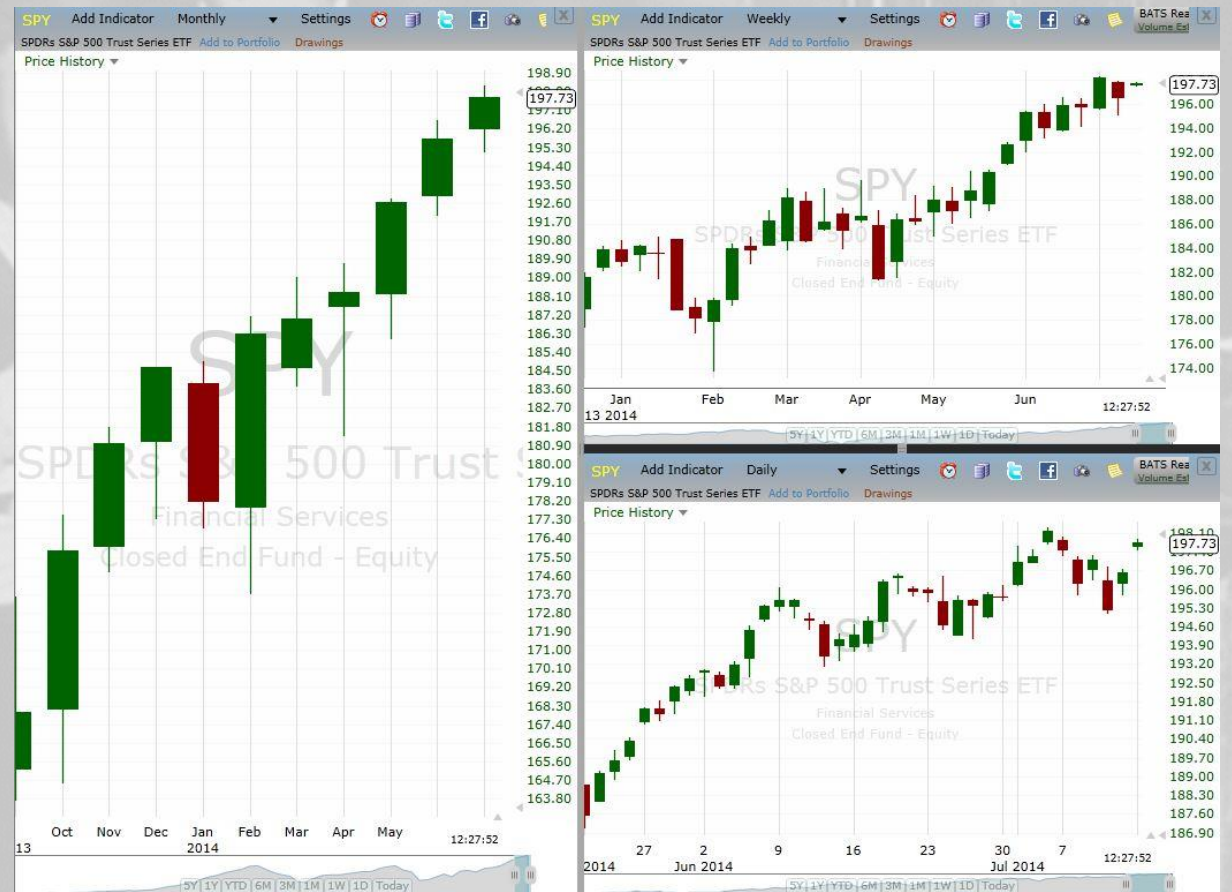 SPY Add Indicator Monthly Settings
SPDRs S&P 500 Trust Series ETF Add to Portfolio Drawings
Price History
198.90
197.73
197.10
196.20
195.30
194.40
193.50
192.60
191.70
190.80
189.90
189.00
188.10
187.20
186.30
185.40
184.50
183.60
182.70
181.80
180.90
180.00
179.10
178.20
177.30
176.40
175.50
174.60
173.70
172.80
171.90
171.00
170.10
169.20
168.30
167.40
166.50
165.60
164.70
163.80
SPY
SPDRs S&P 500 Trust
Financial Services
Closed End Fund - Equity
Oct Nov Dec Jan Feb Mar Apr May
13 2014 12:27:52
5Y 1Y YTD 6M 3M 1M 1W 1D Today
SPY Add Indicator Weekly Settings BATS Rea
Volume Est
SPDRs S&P 500 Trust Series ETF Add to Portfolio Drawings
Price History
197.73
196.00
194.00
192.00
190.00
188.00
186.00
184.00
182.00
180.00
178.00
176.00
174.00
SPY
SPDRs S&P 500 Trust Series ETF
Financial Services
Closed End Fund - Equity
Jan Feb Mar Apr May Jun
13 2014 12:27:52
5Y 1Y YTD 6M 3M 1M 1W 1D Today
SPY Add Indicator Daily Settings BATS Rea
Volume Est
SPDRs S&P 500 Trust Series ETF Add to Portfolio Drawings
Price History
198.10
197.73
196.70
196.00
195.30
194.60
193.90
193.20
192.50
191.80
191.10
190.40
189.70
189.00
188.30
187.60
186.90
SPY
SPDRs S&P 500 Trust Series ETF
Financial Services
Closed End Fund - Equity
27 2 9 16 23 30 7
2014 Jun 2014 Jul 2014 12:27:52
5Y 1Y YTD 6M 3M 1M 1W 1D Today